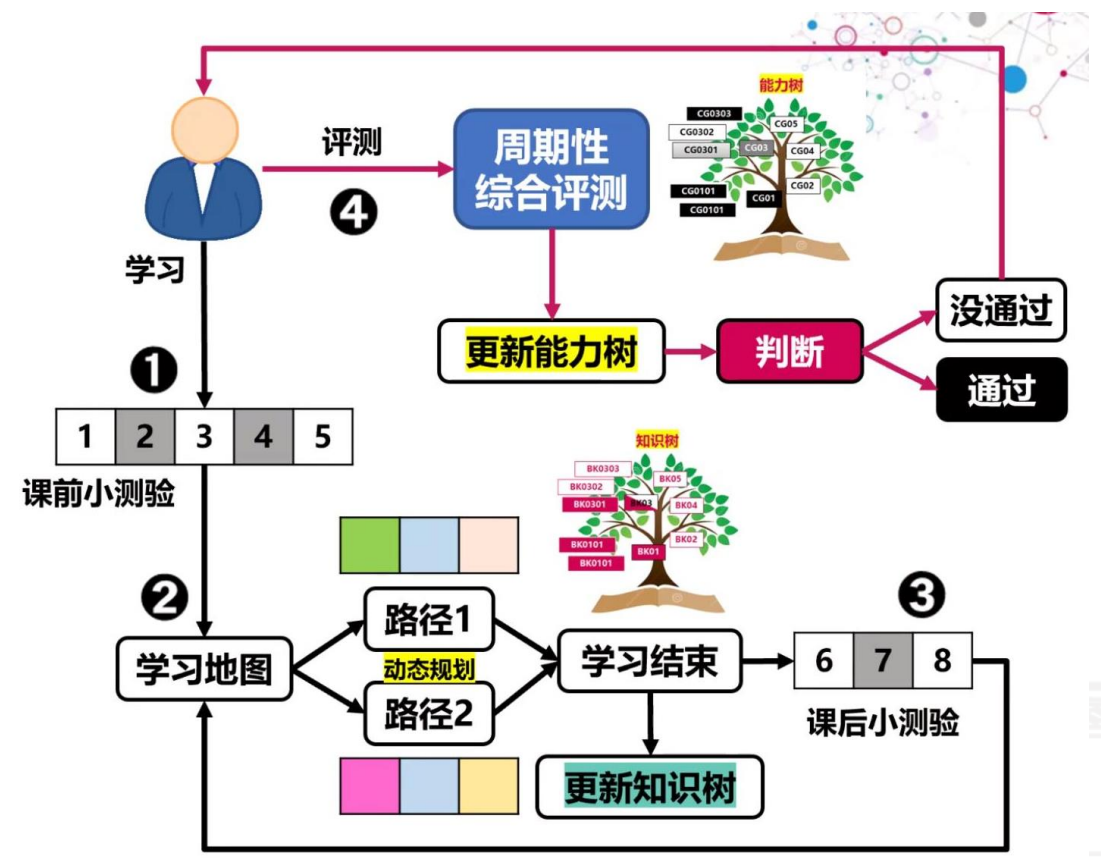 能力树
CG0303
CG0302
CG0301
CG05
CG03
CG04
CG02
CG0101
CG0101
CG01
评测
❹
周期性
综合评测
学习
更新能力树
判断
没通过
通过
❶
1 2 3 4 5
课前小测验
知识树
BK0303
BK0302
BK0301
BK05
BK03
BK04
BK02
BK0101
BK0101
BK01
❷
学习地图
路径1
动态规划
路径2
学习结束
更新知识树
❸
6 7 8
课后小测验